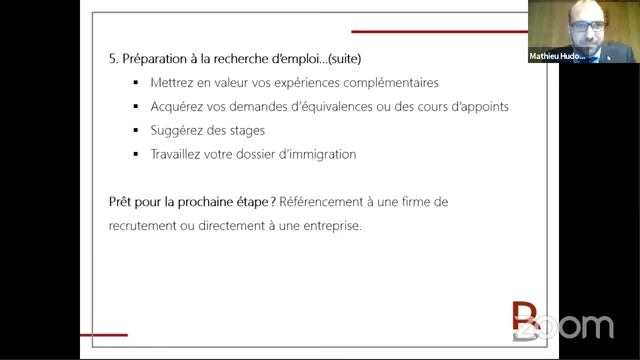 Mathieu Hudo...
5. Préparation à la recherche d'emploi...(suite)
▪ Mettrez en valeur vos expériences complémentaires
▪ Acquérez vos demandes d'équivalences ou des cours d'appoints
▪ Suggérez des stages
▪ Travaillez votre dossier d'immigration
Prêt pour la prochaine étape ? Référencement à une firme de
recrutement ou directement à une entreprise.
zoom